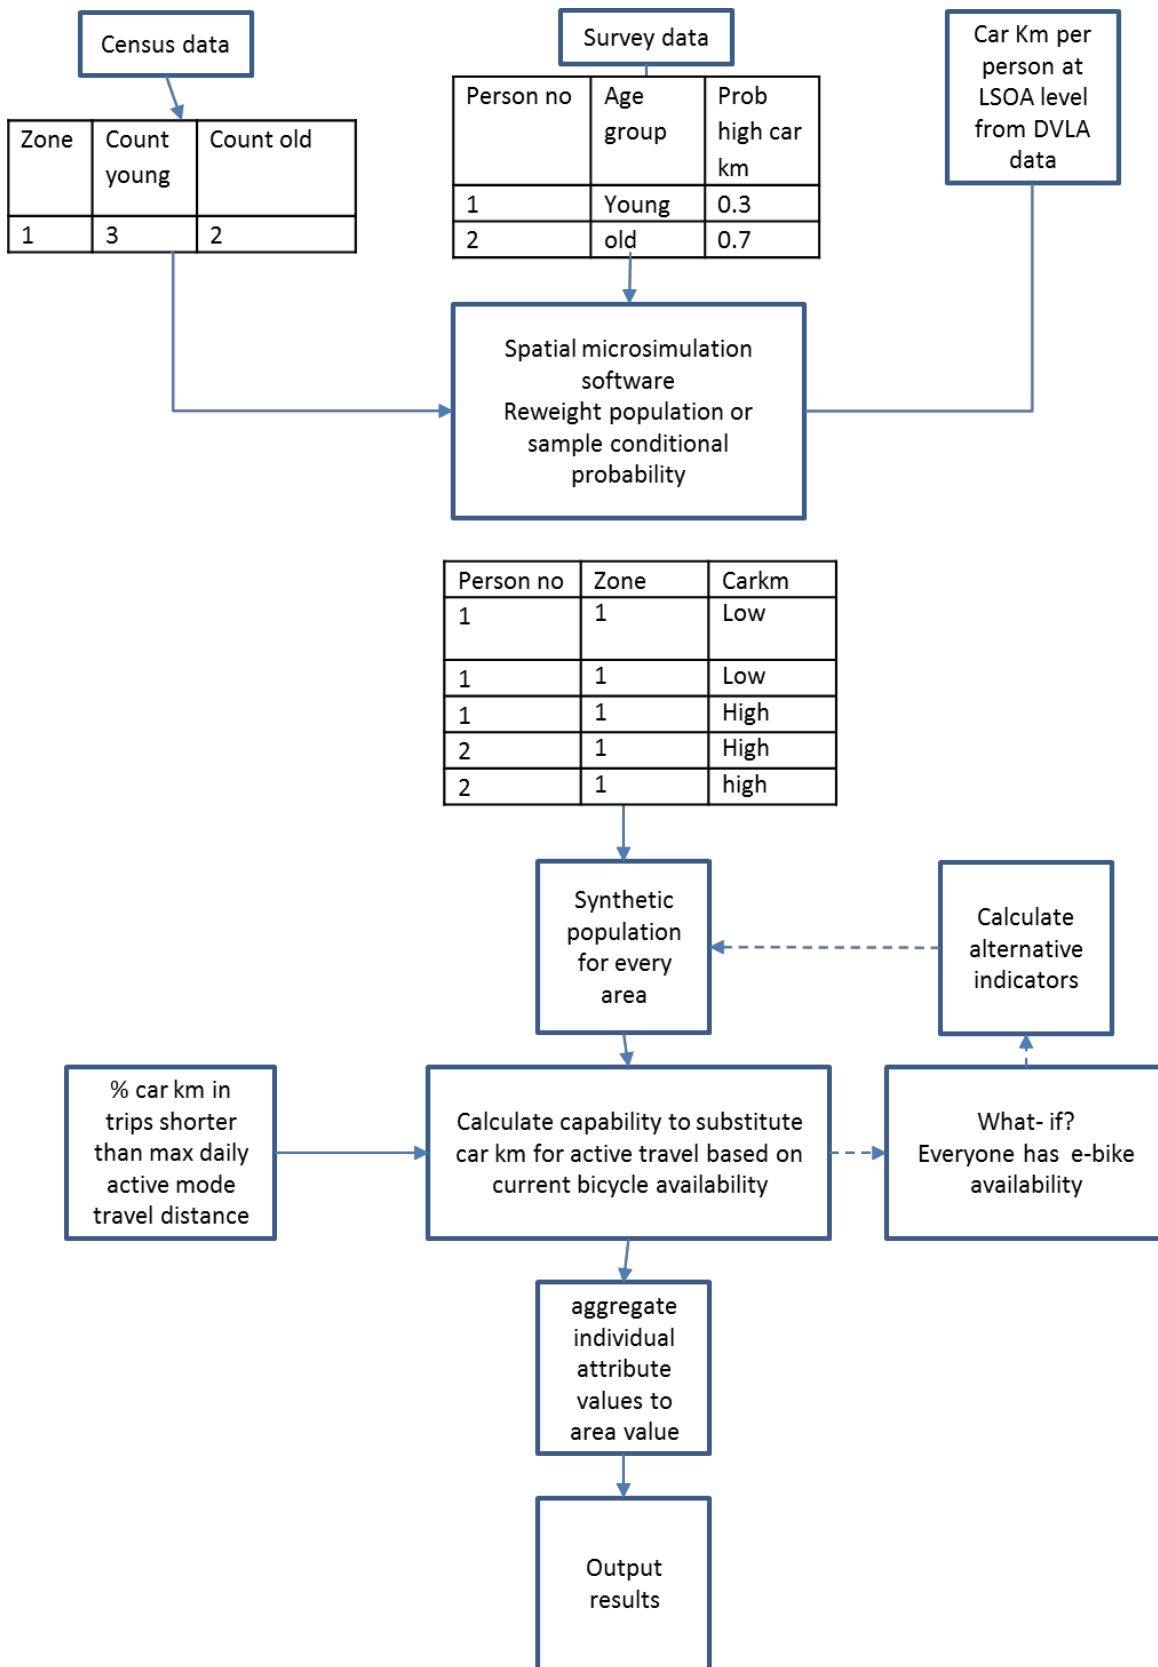 Census data
Survey data
Car Km per
person at
LSOA level
from DVLA
data
Zone Count Count old
young
1 3 2
Person no Age Prob
group high car
km
1 Young 0.3
2 old 0.7
Spatial microsimulation
software
Reweight population or
sample conditional
probability
Person no Zone Carkm
1 1 Low
1 1 Low
1 1 High
2 1 High
2 1 high
Synthetic
population
for every
area
Calculate
alternative
indicators
% car km in
trips shorter
than max daily
active mode
travel distance
Calculate capability to substitute
car km for active travel based on
current bicycle availability
What- if?
Everyone has e-bike
availability
aggregate
individual
attribute
values to
area value
Output
results